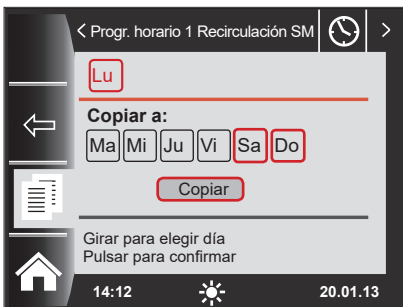 Progr. horario 1 Recirculación SM
Lu
Copiar a:
Ma Mi Ju Vi Sa Do
Copiar
Girar para elegir día
Pulsar para confirmar
14:12 20.01.13